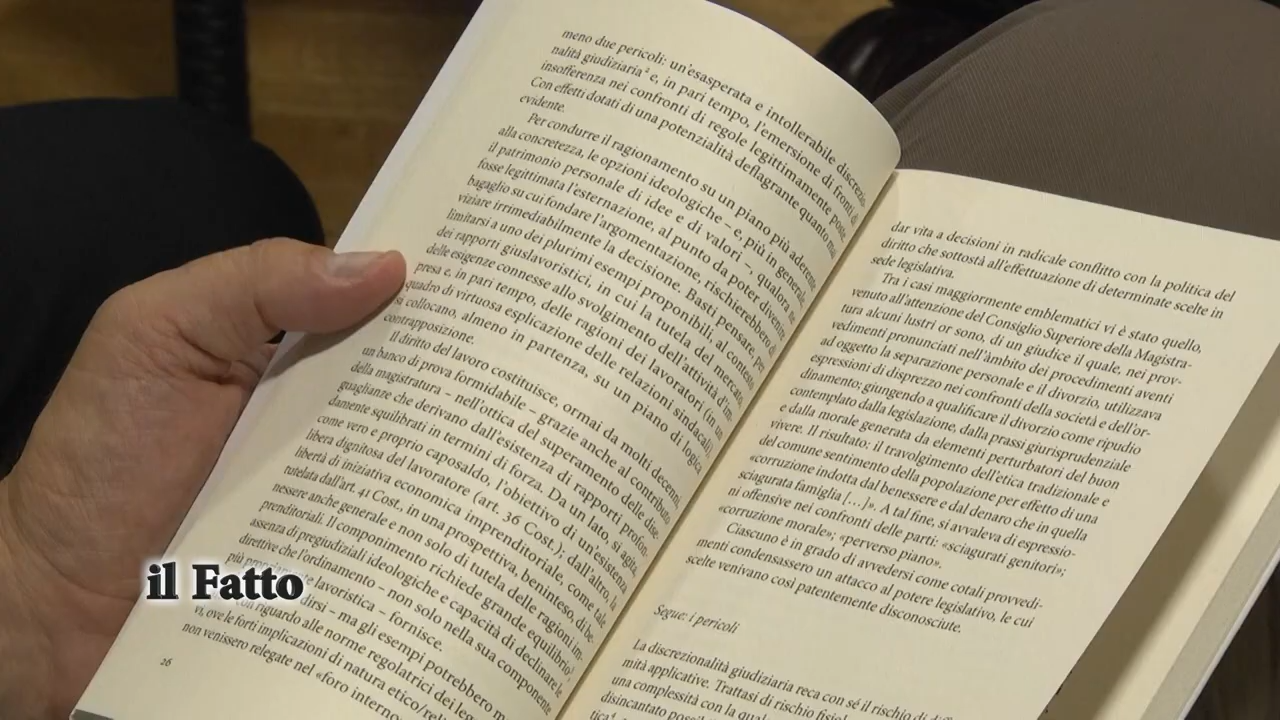 meno due pericoli: un'esasperata e intollerabile discrezio-
nalità giudiziaria² e, in pari tempo, l'emersione di fronti di
insofferenza nei confronti di regole legittimamente poste.
Con effetti dotati di una potenzialità deflagrante quanto mai
evidente.
Per condurre il ragionamento su un piano più aderente
alla concretezza, le opzioni ideologiche – e, più in generale,
il patrimonio personale di idee e di valori –, qualora ne
fosse legittimata l'esternazione, al punto da poter divenire
bagaglio su cui fondare l'argomentazione, rischierebbero di
viziare irrimediabilmente la decisione. Basti pensare, per
limitarsi a uno dei plurimi esempi proponibili, al contesto
dei rapporti giuslavoristici, in cui la tutela del mercato,
delle esigenze connesse allo svolgimento dell'attività d'im-
presa e, in pari tempo, delle ragioni dei lavoratori (in un
quadro di virtuosa esplicazione delle relazioni sindacali),
si collocano, almeno in partenza, su un piano di logica
contrapposizione.
Il diritto del lavoro costituisce, ormai da molti decenni,
un banco di prova formidabile – grazie anche al contributo
della magistratura – nell'ottica del superamento delle dise-
guaglianze che derivano dall'esistenza di rapporti profon-
damente squilibrati in termini di forza. Da un lato, si agita,
come vero e proprio caposaldo, l'obiettivo di un'esistenza
libera dignitosa del lavoratore (art. 36 Cost.); dall'altro, la
libertà di iniziativa economica imprenditoriale, come tale
tutelata dall'art. 41 Cost., in una prospettiva, beninteso, di be-
nessere anche generale e non solo di tutela delle ragioni im-
prenditoriali. Il componimento richiede grande equilibrio,
assenza di pregiudiziali ideologiche e capacità di declinare le
direttive che l'ordinamento – non solo nella sua componente
più lavoristica – fornisce.
dirsi – ma gli esempi potrebbero
con riguardo alle norme regolatrici dei
vi, ove le forti implicazioni di natura etico/
non venissero relegate nel «foro interno
26
dar vita a decisioni in radicale conflitto con la politica del
diritto che sottostà all'effettuazione di determinate scelte in
sede legislativa.
Tra i casi maggiormente emblematici vi è stato quello,
venuto all'attenzione del Consiglio Superiore della Magistra-
tura alcuni lustri or sono, di un giudice il quale, nei prov-
vedimenti pronunciati nell'àmbito dei procedimenti aventi
ad oggetto la separazione personale e il divorzio, utilizzava
espressioni di disprezzo nei confronti della società e dell'or-
dinamento: giungendo a qualificare il divorzio come ripudio
contemplato dalla legislazione, dalla prassi giurisprudenziale
e dalla morale generata da elementi perturbatori del buon
vivere. Il risultato: il travolgimento dell'etica tradizionale e
del comune sentimento della popolazione per effetto di una
«corruzione indotta dal benessere e dal denaro che in quella
sciagurata famiglia [...]». A tal fine, si avvaleva di espressio-
ni offensive nei confronti delle parti: «sciagurati genitori»;
«corruzione morale»; «perverso piano».
Ciascuno è in grado di avvedersi come cotali provvedi-
menti condensassero un attacco al potere legislativo, le cui
scelte venivano così patentemente disconosciute.
Segue: i pericoli
La discrezionalità giudiziaria reca con sé il rischio di
mità applicative. Trattasi di rischio
una complessità con la
disincantato
il Fatto